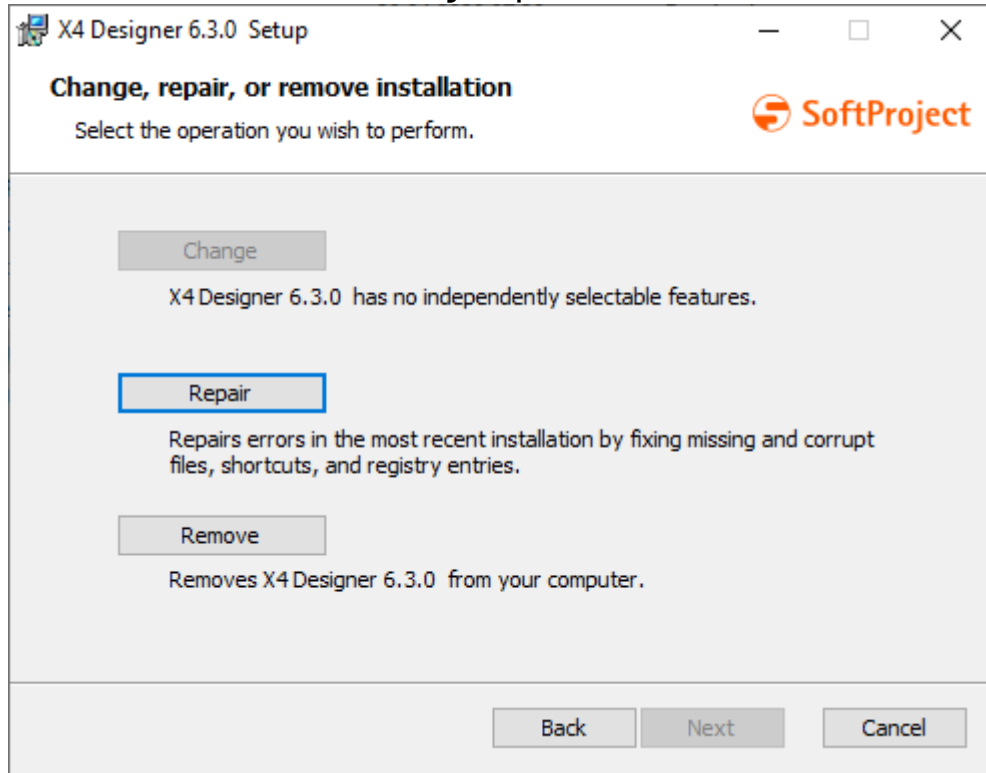 X4 Designer 6.3.0 Setup
Change, repair, or remove installation
Select the operation you wish to perform.
SoftProject
Change
X4 Designer 6.3.0 has no independently selectable features.
Repair
Repairs errors in the most recent installation by fixing missing and corrupt
files, shortcuts, and registry entries.
Remove
Removes X4 Designer 6.3.0 from your computer.
Back
Next
Cancel